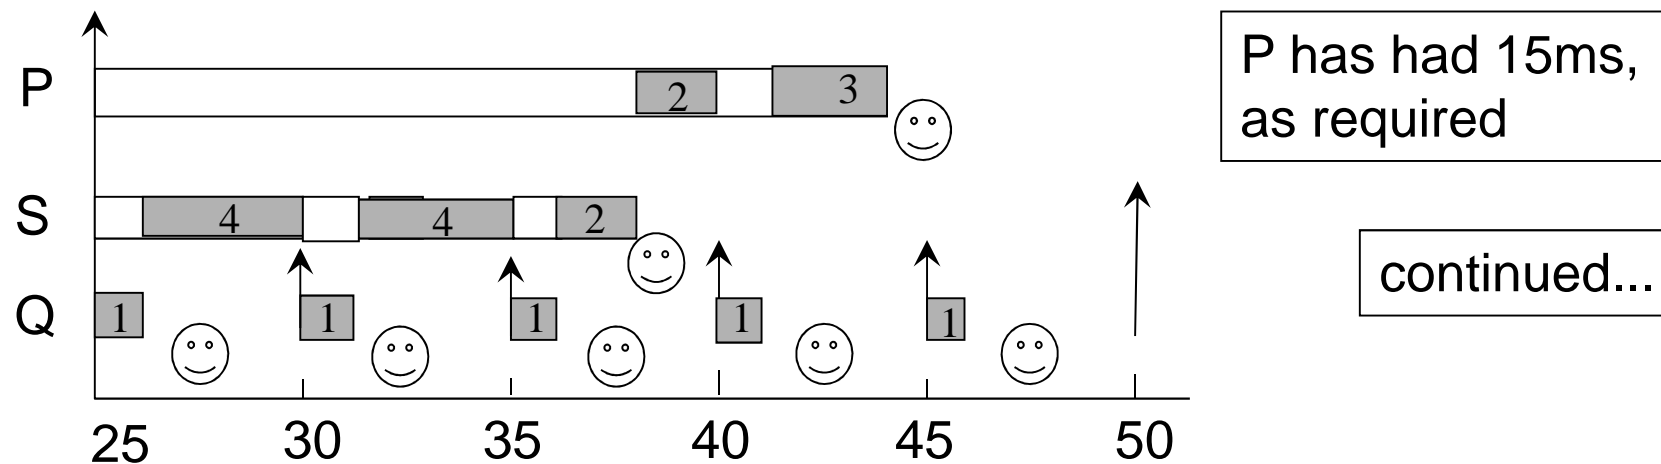 P 2 3
P has had 15ms,
as required
S 4 4 2
continued...
Q 1 1 1 1 1
25 30 35 40 45 50